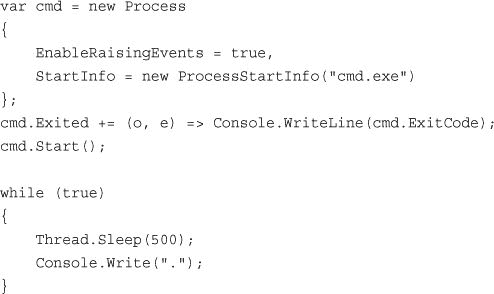 var cmd = new Process
{
    EnableRaisingEvents = true,
    StartInfo = new ProcessStartInfo("cmd.exe")
};
cmd.Exited += (o, e) => Console.WriteLine(cmd.ExitCode);
cmd.Start();

while (true)
{
    Thread.Sleep(500);
    Console.Write(".");
}